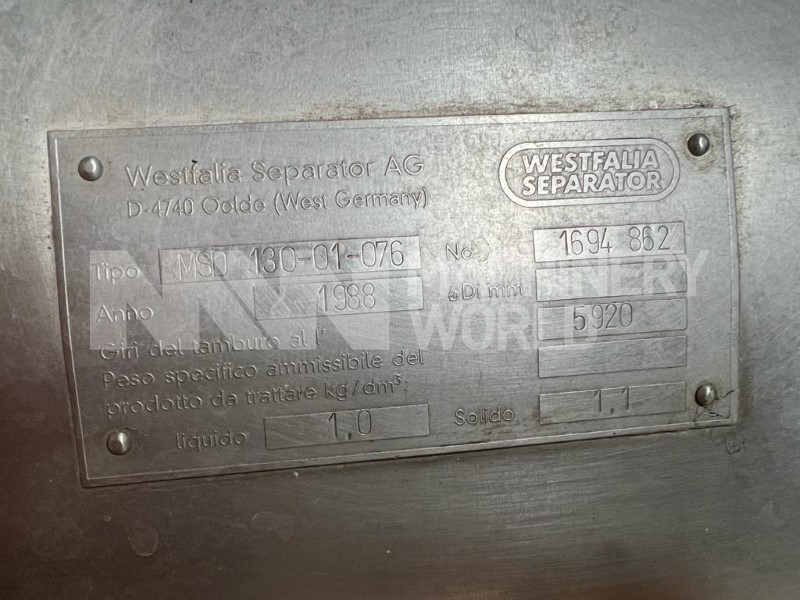 Westfalia Separator AG
D-4740 Oelde (West Germany)
WESTFALIA
SEPARATOR
Tipo MSD 130-01-076 No. 1694 862
Anno 1988 øDi mm
Giri del tamburo al l' 5920
Peso specifico ammissibile del
prodotto da trattare kg/dm³:
liquido 1,0 Solido 1,1
MACHINERY
WORLD